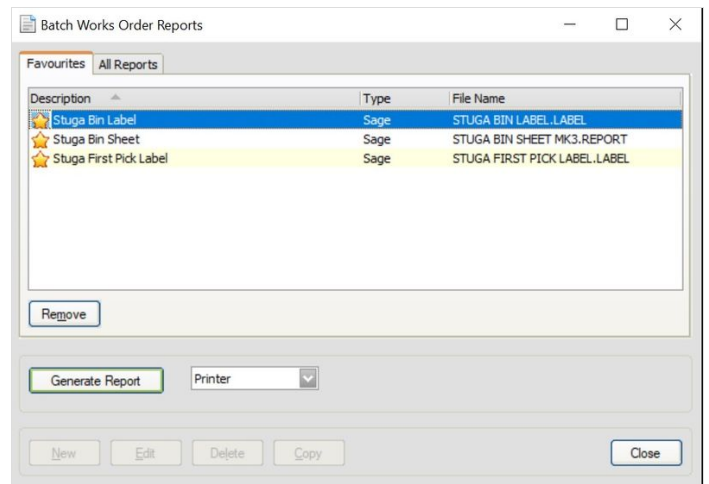 Batch Works Order Reports
Favourites All Reports
Description Type File Name
Stuga Bin Label Sage STUGA BIN LABEL.LABEL
Stuga Bin Sheet Sage STUGA BIN SHEET MK3.REPORT
Stuga First Pick Label Sage STUGA FIRST PICK LABEL.LABEL
Remove
Generate Report Printer
New Edit Delete Copy Close